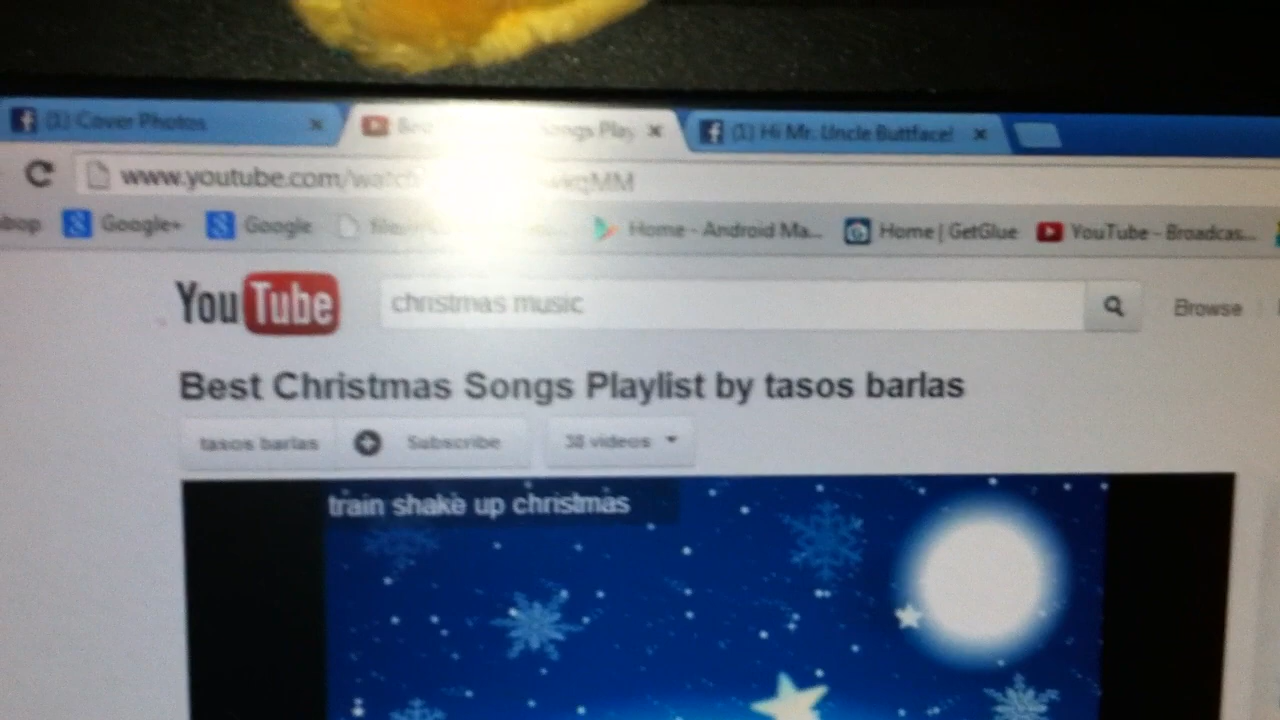 (1) Cover Photos
ongs Play
(1) Hi Mr. Uncle Buttface!
www.youtube.com/watch
Google+
Google
Home - Android Ma...
Home | GetGlue
YouTube - Broadcas...
YouTube
christmas music
Browse
Best Christmas Songs Playlist by tasos barlas
tasos barlas
Subscribe
38 videos
train shake up christmas